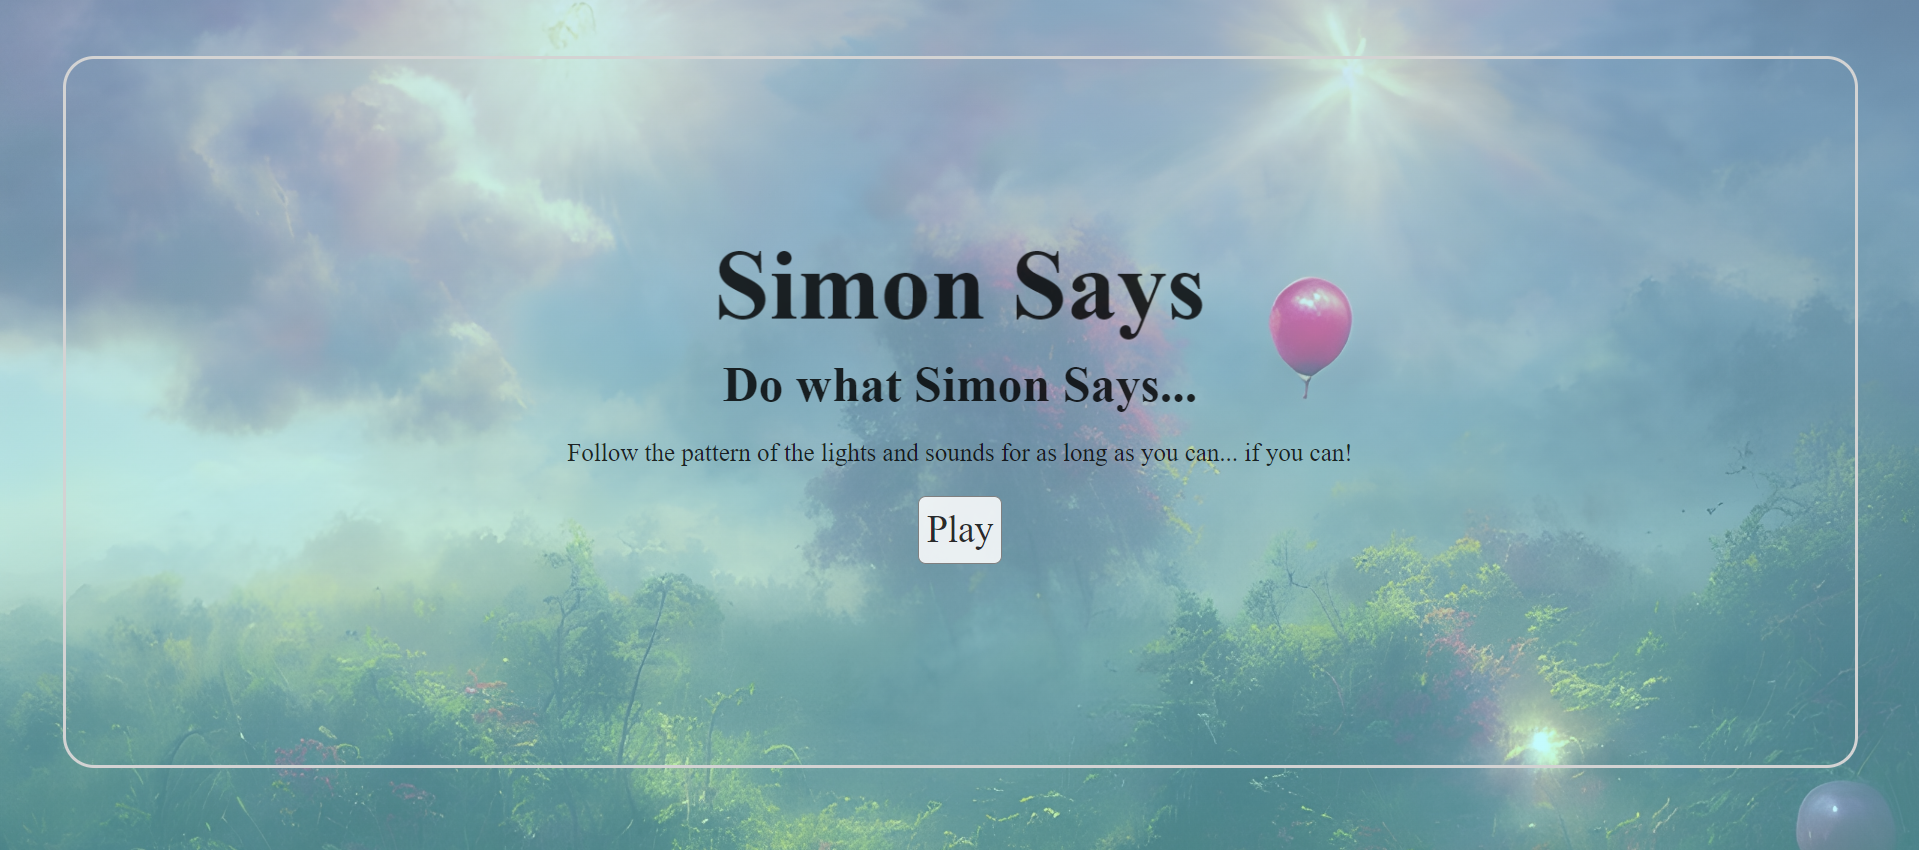 Simon Says
Do what Simon Says...
Follow the pattern of the lights and sounds for as long as you can... if you can!
Play